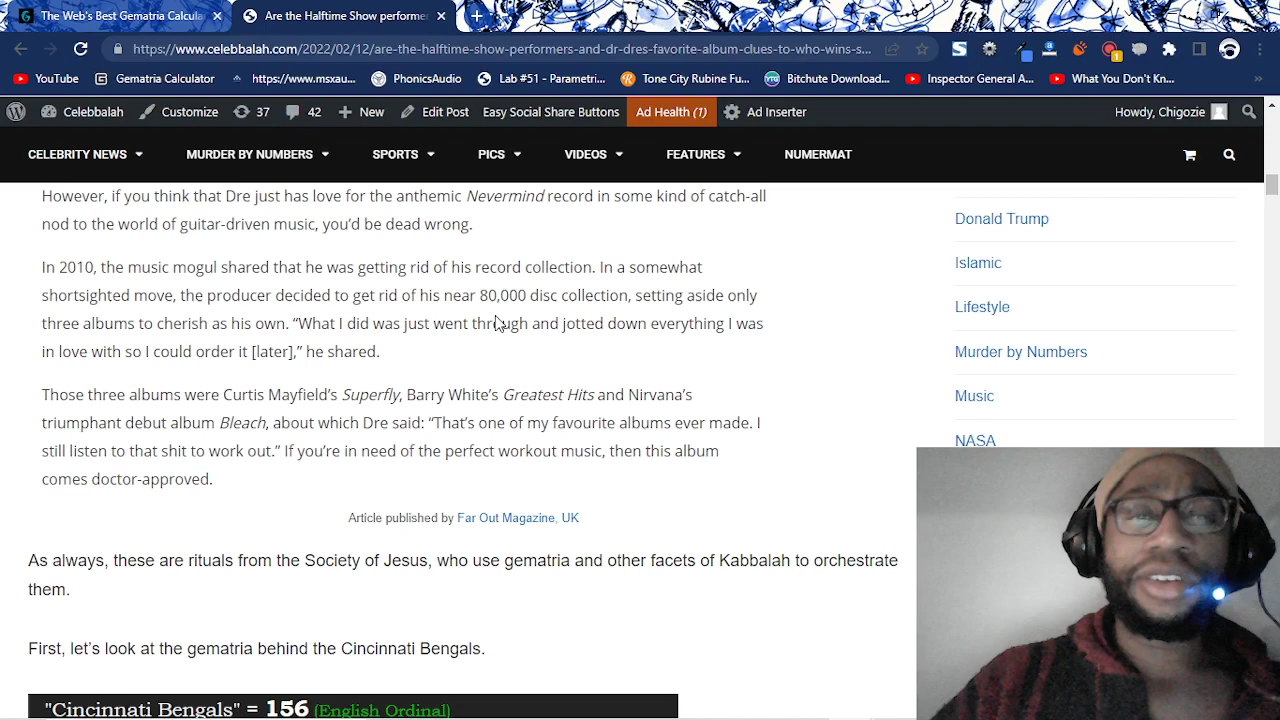 The Web's Best Gematria Calcula
Are the Halftime Show performer
https://www.celebbalah.com/2022/02/12/are-the-halftime-show-performers-and-dr-dres-favorite-album-clues-to-who-wins-s...
YouTube
Gematria Calculator
https://www.msxau...
PhonicsAudio
Lab #51 - Parametri...
Tone City Rubine Fu...
Bitchute Download...
Inspector General A...
What You Don't Kn...
Celebbalah
Customize
37
42
New
Edit Post
Easy Social Share Buttons
Ad Health (1)
Ad Inserter
Howdy, Chigozie
CELEBRITY NEWS
MURDER BY NUMBERS
SPORTS
PICS
VIDEOS
FEATURES
NUMERMAT
However, if you think that Dre just has love for the anthemic Nevermind record in some kind of catch-all
nod to the world of guitar-driven music, you'd be dead wrong.
In 2010, the music mogul shared that he was getting rid of his record collection. In a somewhat
shortsighted move, the producer decided to get rid of his near 80,000 disc collection, setting aside only
three albums to cherish as his own. “What I did was just went through and jotted down everything I was
in love with so I could order it [later],” he shared.
Those three albums were Curtis Mayfield's Superfly, Barry White's Greatest Hits and Nirvana's
triumphant debut album Bleach, about which Dre said: “That's one of my favourite albums ever made. I
still listen to that shit to work out.” If you're in need of the perfect workout music, then this album
comes doctor-approved.
Article published by Far Out Magazine, UK
As always, these are rituals from the Society of Jesus, who use gematria and other facets of Kabbalah to orchestrate
them.
First, let's look at the gematria behind the Cincinnati Bengals.
"Cincinnati Bengals" = 156 (English Ordinal)
Donald Trump
Islamic
Lifestyle
Murder by Numbers
Music
NASA